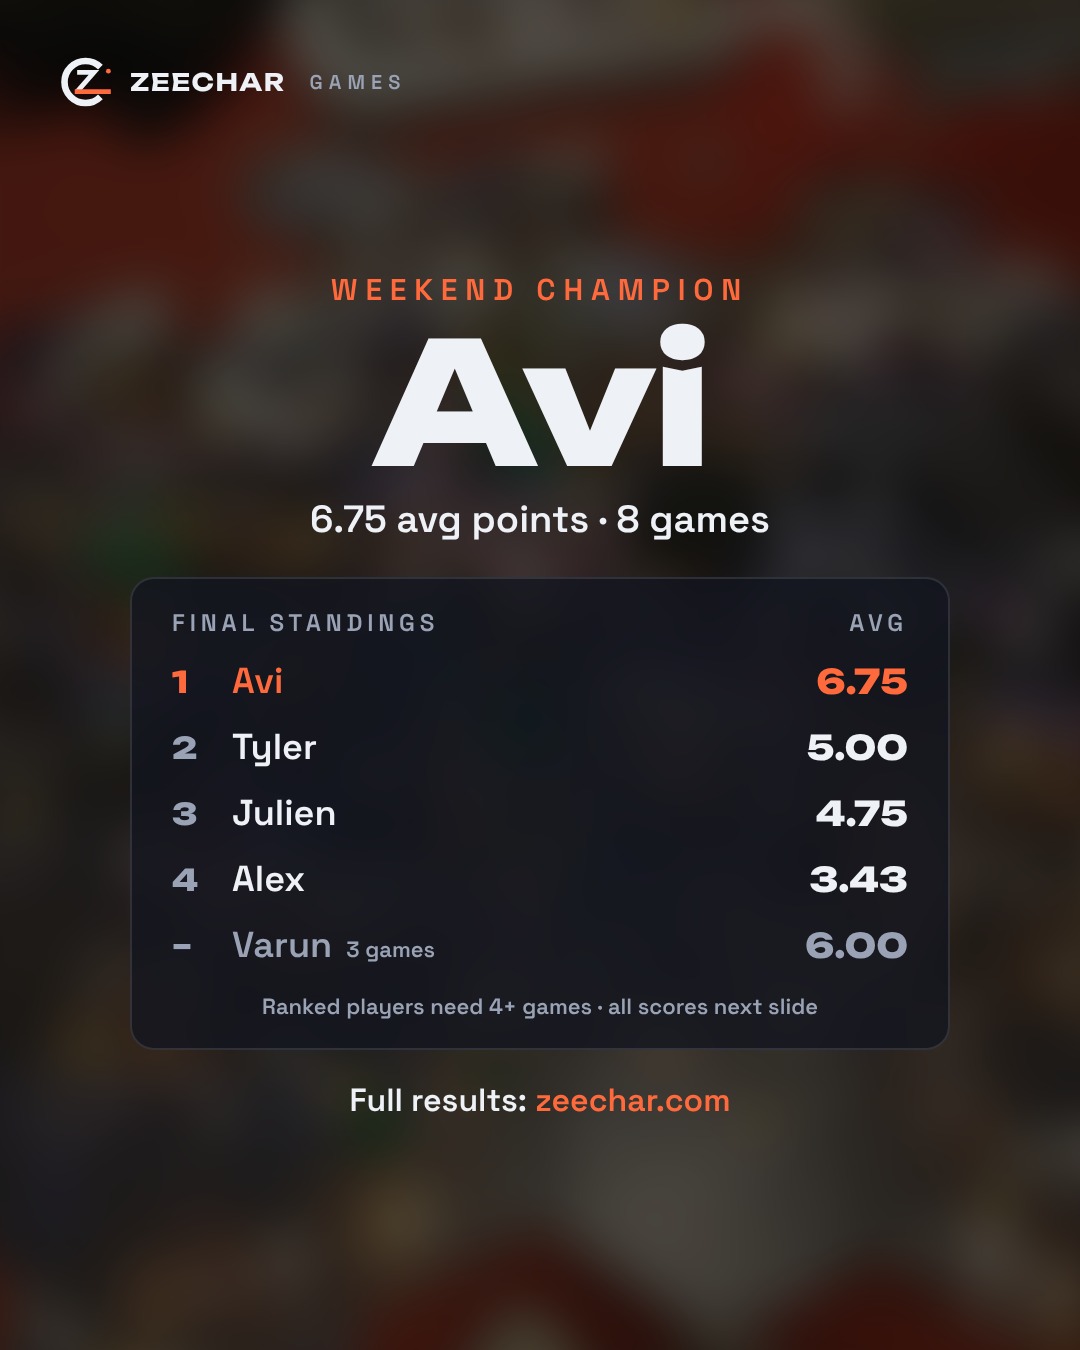 ZEECHAR GAMES
WEEKEND CHAMPION
Avi
6.75 avg points · 8 games
FINAL STANDINGS AVG
1 Avi 6.75
2 Tyler 5.00
3 Julien 4.75
4 Alex 3.43
– Varun 3 games 6.00
Ranked players need 4+ games · all scores next slide
Full results: zeechar.com